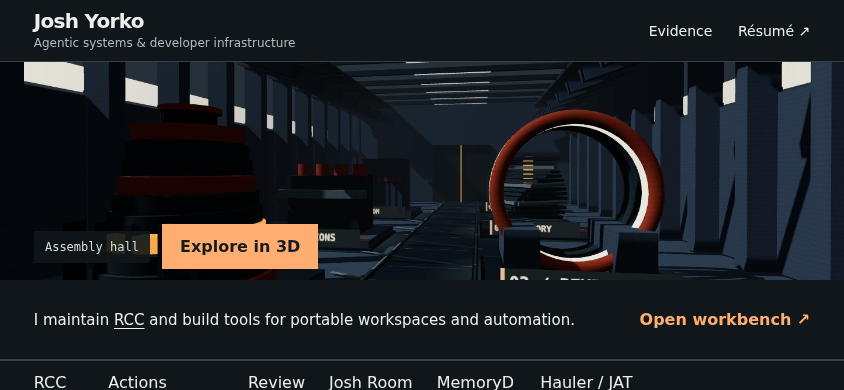 Josh Yorko
Agentic systems & developer infrastructure
Evidence
Résumé ↗
Assembly hall
Explore in 3D
I maintain RCC and build tools for portable workspaces and automation.
Open workbench ↗
RCC
Actions
Review
Josh Room
MemoryD
Hauler / JAT